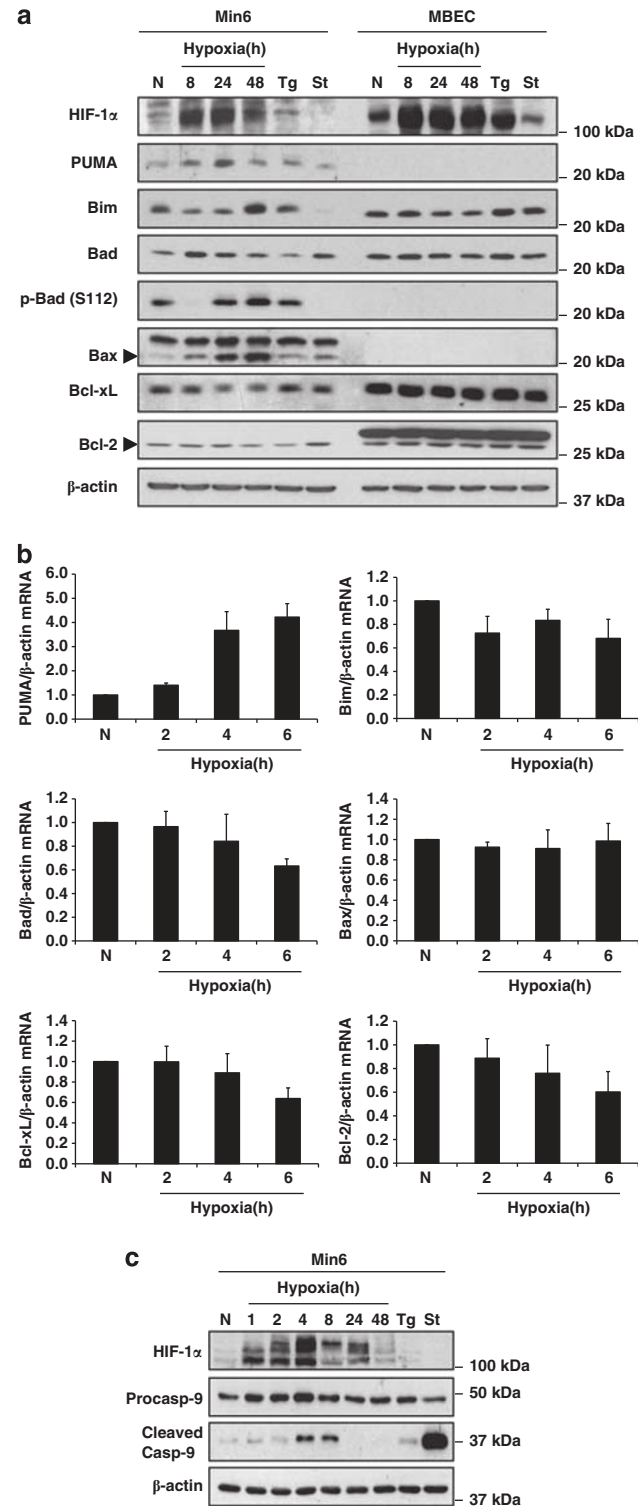 a
Min6 MBEC
Hypoxia(h) Hypoxia(h)
N 8 24 48 Tg St N 8 24 48 Tg St
HIF-1α
100 kDa
PUMA
20 kDa
Bim
20 kDa
Bad
20 kDa
p-Bad (S112)
20 kDa
Bax
20 kDa
Bcl-xL
25 kDa
Bcl-2
25 kDa
β-actin
37 kDa
b
PUMA/β-actin mRNA
6.0
5.0
4.0
3.0
2.0
1.0
0.0
N 2 4 6
Hypoxia(h)
Bim/β-actin mRNA
1.2
1.0
0.8
0.6
0.4
0.2
0.0
N 2 4 6
Hypoxia(h)
Bad/β-actin mRNA
1.2
1.0
0.8
0.6
0.4
0.2
0.0
N 2 4 6
Hypoxia(h)
Bax/β-actin mRNA
1.4
1.2
1.0
0.8
0.6
0.4
0.2
0.0
N 2 4 6
Hypoxia(h)
Bcl-xL/β-actin mRNA
1.4
1.2
1.0
0.8
0.6
0.4
0.2
0.0
N 2 4 6
Hypoxia(h)
Bcl-2/β-actin mRNA
1.2
1.0
0.8
0.6
0.4
0.2
0.0
N 2 4 6
Hypoxia(h)
c
Min6
Hypoxia(h)
N 1 2 4 8 24 48 Tg St
HIF-1α
100 kDa
Procasp-9
50 kDa
Cleaved
Casp-9
37 kDa
β-actin
37 kDa